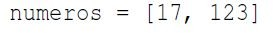 numeros = [17, 123]